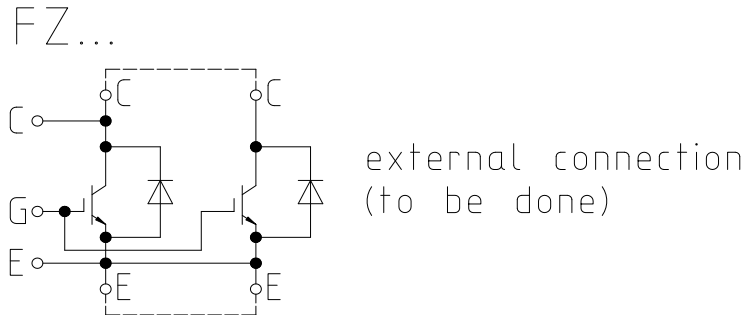 FZ...
C C
C
external connection
G
(to be done)
E
E E